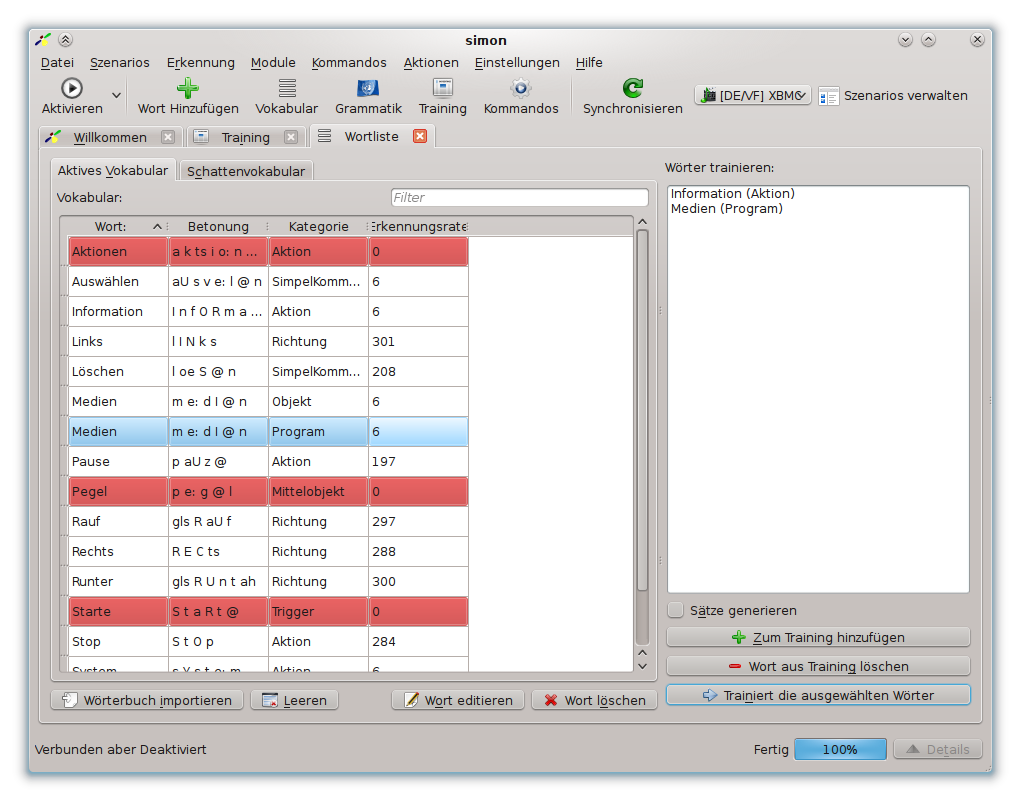 simon
Datei Szenarios Erkennung Module Kommandos Aktionen Einstellungen Hilfe
Aktivieren Wort Hinzufügen Vokabular Grammatik Training Kommandos Synchronisieren [DE/VF] XBMC Szenarios verwalten
Willkommen Training Wortliste
Aktives Vokabular Schattenvokabular
Wörter trainieren:
Vokabular: Filter
Information (Aktion)
Medien (Program)
Wort: Betonung Kategorie Erkennungsrate
Aktionen a k ts i o: n ... Aktion 0
Auswählen aU s v e: l @ n SimpelKomm... 6
Information I n f O R m a ... Aktion 6
Links l I N k s Richtung 301
Löschen l oe S @ n SimpelKomm... 208
Medien m e: d I @ n Objekt 6
Medien m e: d I @ n Program 6
Pause p aU z @ Aktion 197
Pegel p e: g @ l Mittelobjekt 0
Rauf gls R aU f Richtung 297
Rechts R E C ts Richtung 288
Runter gls R U n t ah Richtung 300
Starte S t a R t @ Trigger 0
Stop S t O p Aktion 284
System s Y s t e: m Aktion 6
Sätze generieren
Zum Training hinzufügen
Wort aus Training löschen
Trainiert die ausgewählten Wörter
Wörterbuch importieren Leeren Wort editieren Wort löschen
Verbunden aber Deaktiviert Fertig 100% Details